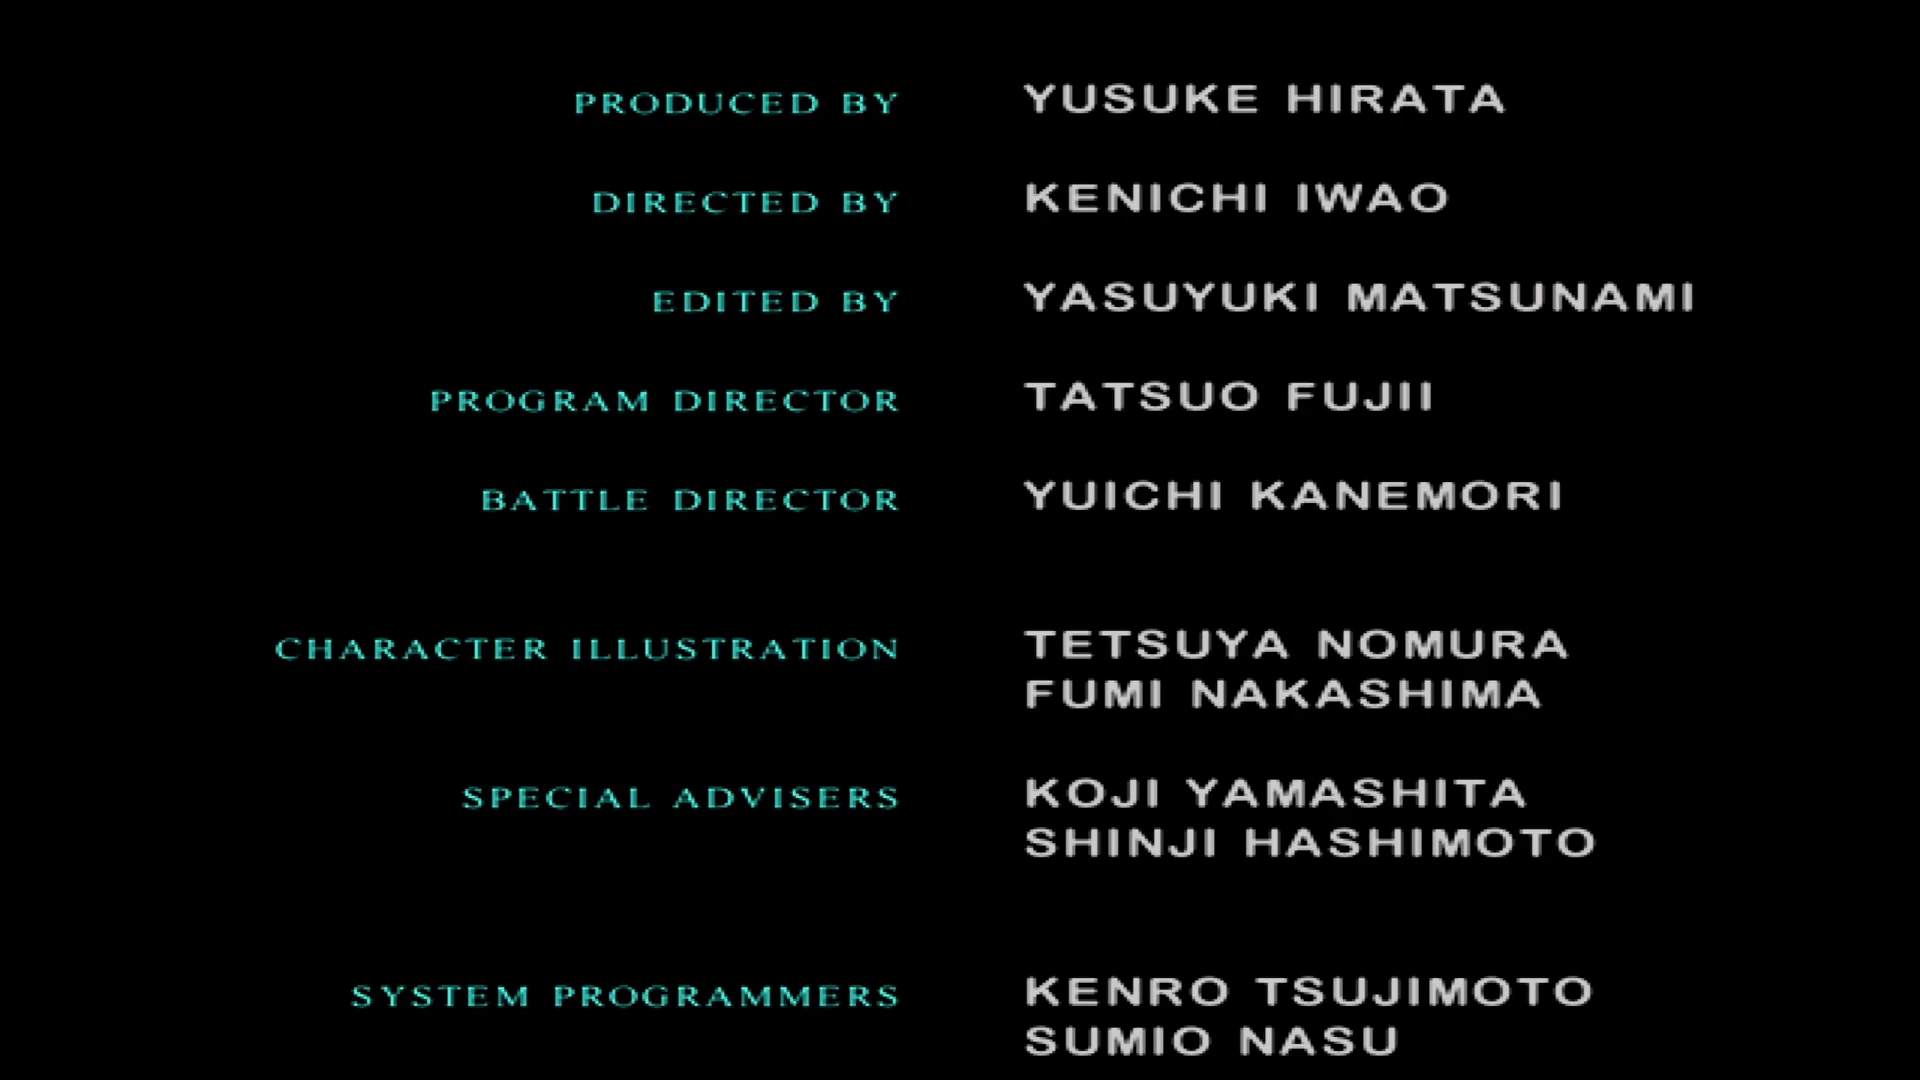 PRODUCED BY YUSUKE HIRATA
DIRECTED BY KENICHI IWAO
EDITED BY YASUYUKI MATSUNAMI
PROGRAM DIRECTOR TATSUO FUJII
BATTLE DIRECTOR YUICHI KANEMORI
CHARACTER ILLUSTRATION TETSUYA NOMURA
FUMI NAKASHIMA
SPECIAL ADVISERS KOJI YAMASHITA
SHINJI HASHIMOTO
SYSTEM PROGRAMMERS KENRO TSUJIMOTO
SUMIO NASU